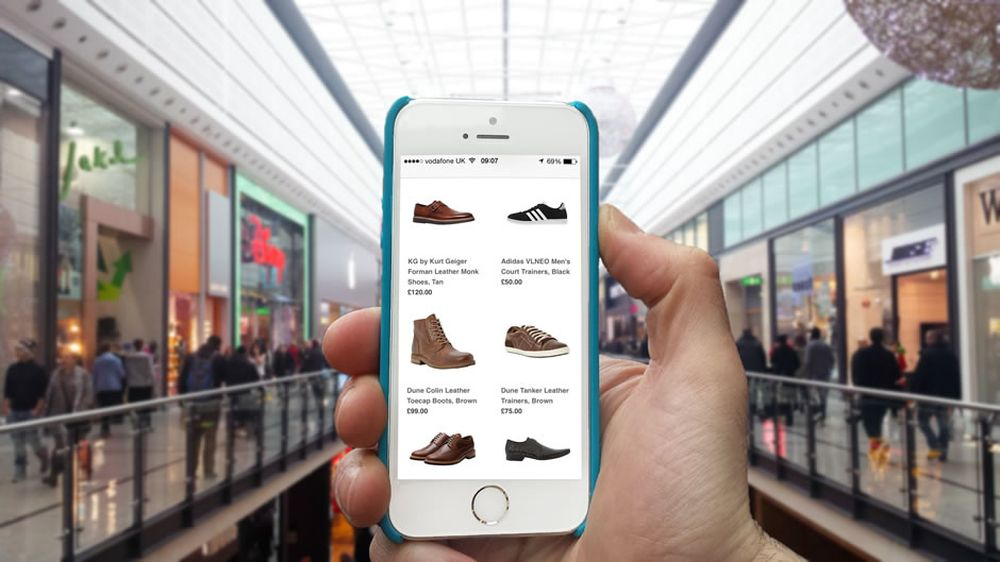 vodafone UK 09:07 69%
KG by Kurt Geiger
Forman Leather Monk
Shoes, Tan
£120.00
Adidas VLNEO Men's
Court Trainers, Black
£50.00
Dune Colin Leather
Toecap Boots, Brown
£99.00
Dune Tanker Leather
Trainers, Brown
£75.00
W